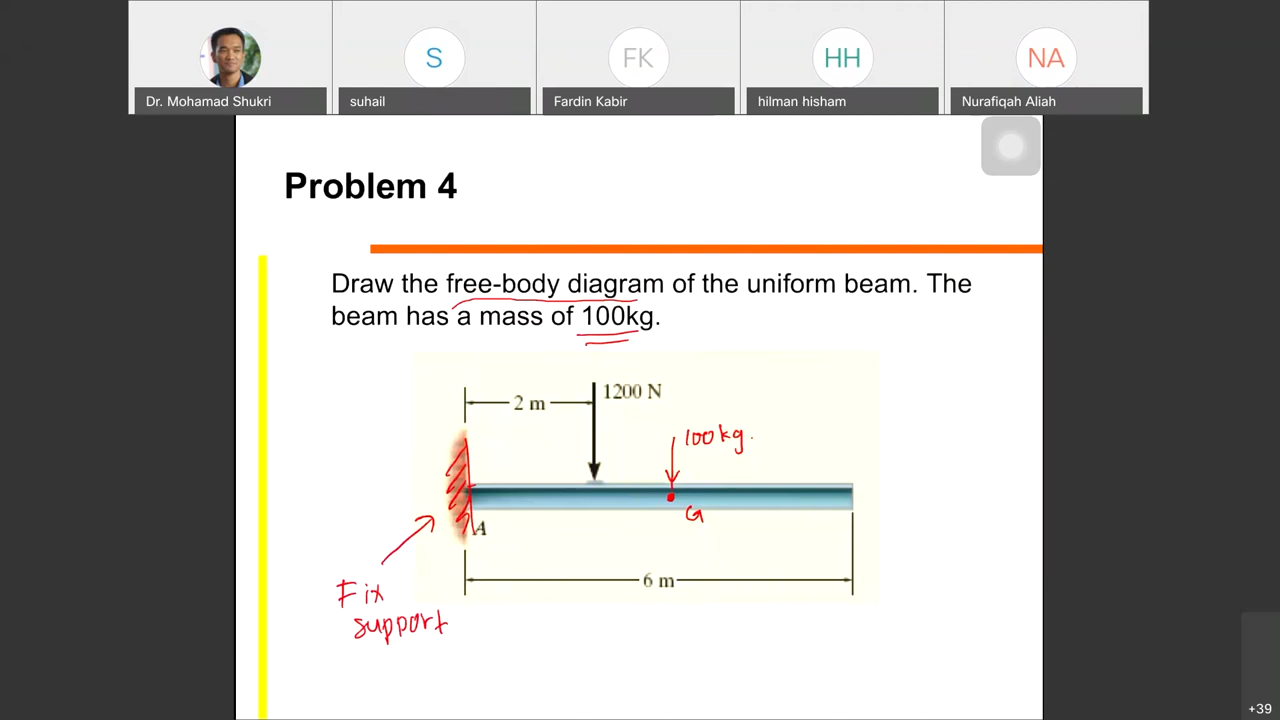 S
FK
HH
NA
Dr. Mohamad Shukri
suhail
Fardin Kabir
hilman hisham
Nurafiqah Aliah
Problem 4
Draw the free-body diagram of the uniform beam. The
beam has a mass of 100kg.
2 m
1200 N
100kg.
G
A
6 m
Fix
support
+39